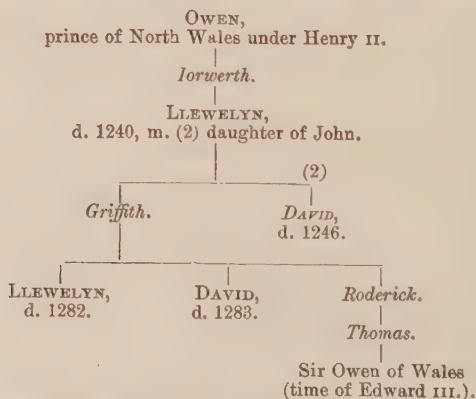 OWEN,
prince of North Wales under Henry II.
Iorwerth.
LLEWELYN,
d. 1240, m. (2) daughter of John.
(2)
Griffith. DAVID,
d. 1246.
LLEWELYN, DAVID, Roderick.
d. 1282. d. 1283.
Thomas.
Sir Owen of Wales
(time of Edward III.).